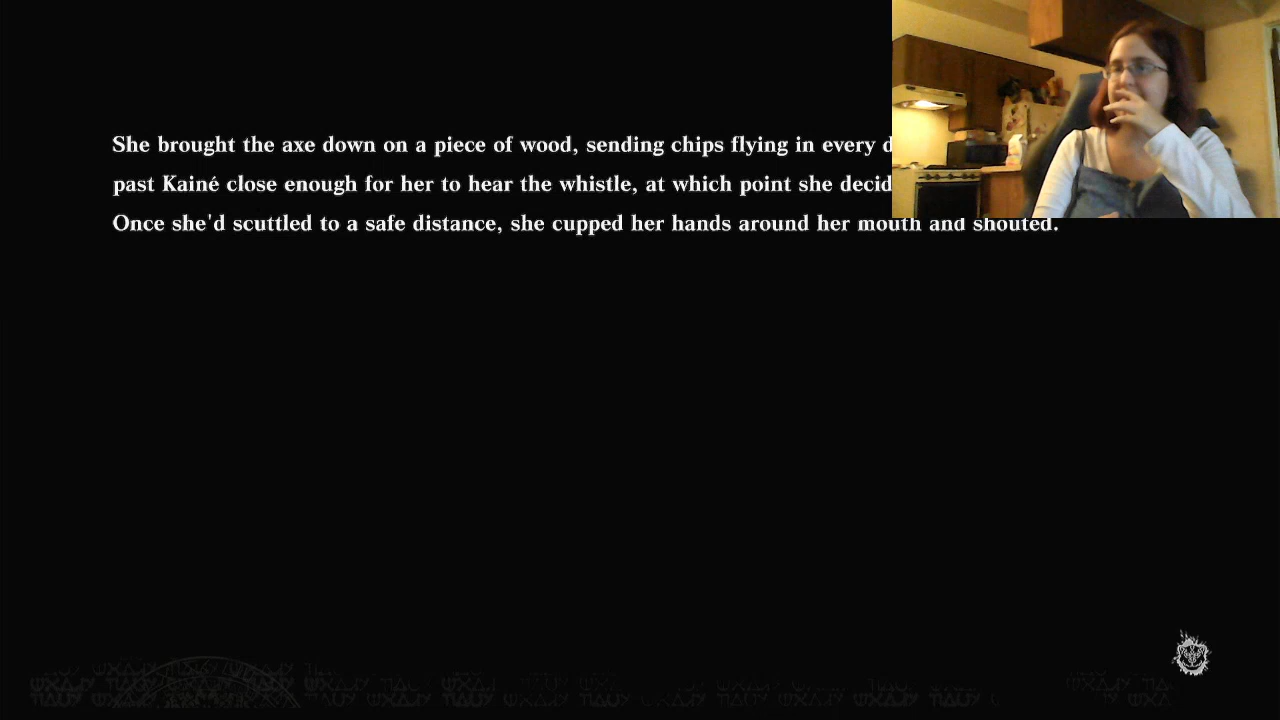 She brought the axe down on a piece of wood, sending chips flying in every
past Kainé close enough for her to hear the whistle, at which point she
Once she'd scuttled to a safe distance, she cupped her hands around her mouth and shouted.